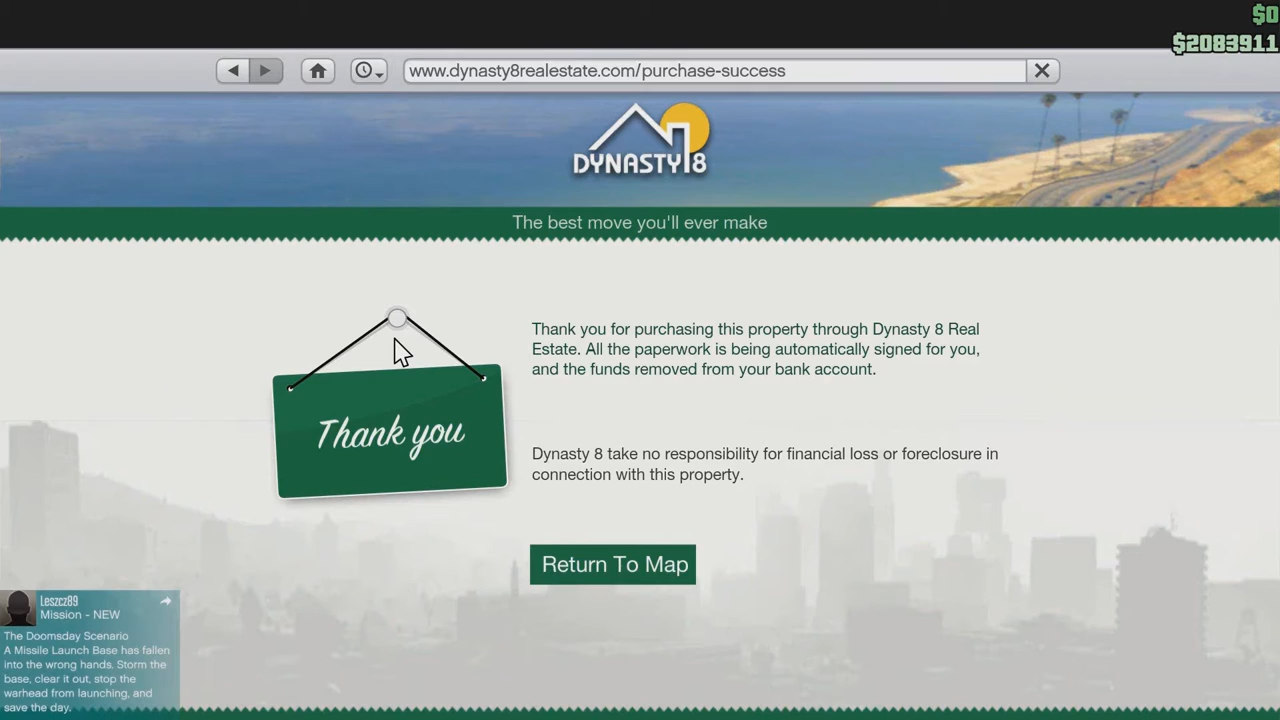 $0
$2083911
www.dynasty8realestate.com/purchase-success
DYNASTY8
The best move you'll ever make
Thank you for purchasing this property through Dynasty 8 Real
Estate. All the paperwork is being automatically signed for you,
and the funds removed from your bank account.
Thank you
Dynasty 8 take no responsibility for financial loss or foreclosure in
connection with this property.
Return To Map
Leszcz89
Mission - NEW
The Doomsday Scenario
A Missile Launch Base has fallen
into the wrong hands. Storm the
base, clear it out, stop the
warhead from launching, and
save the day.